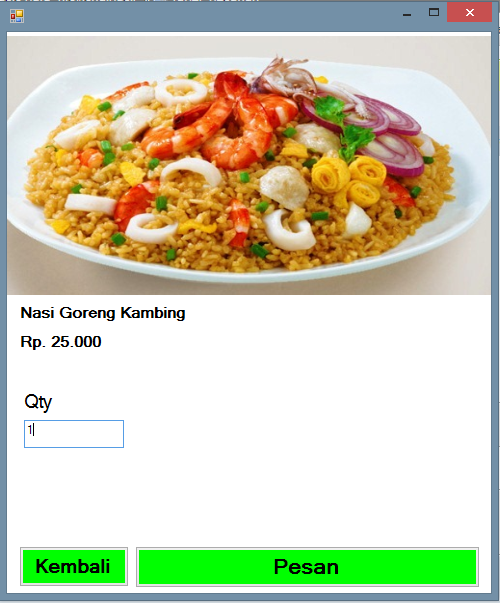 Nasi Goreng Kambing
Rp. 25.000
Qty
1
Kembali
Pesan